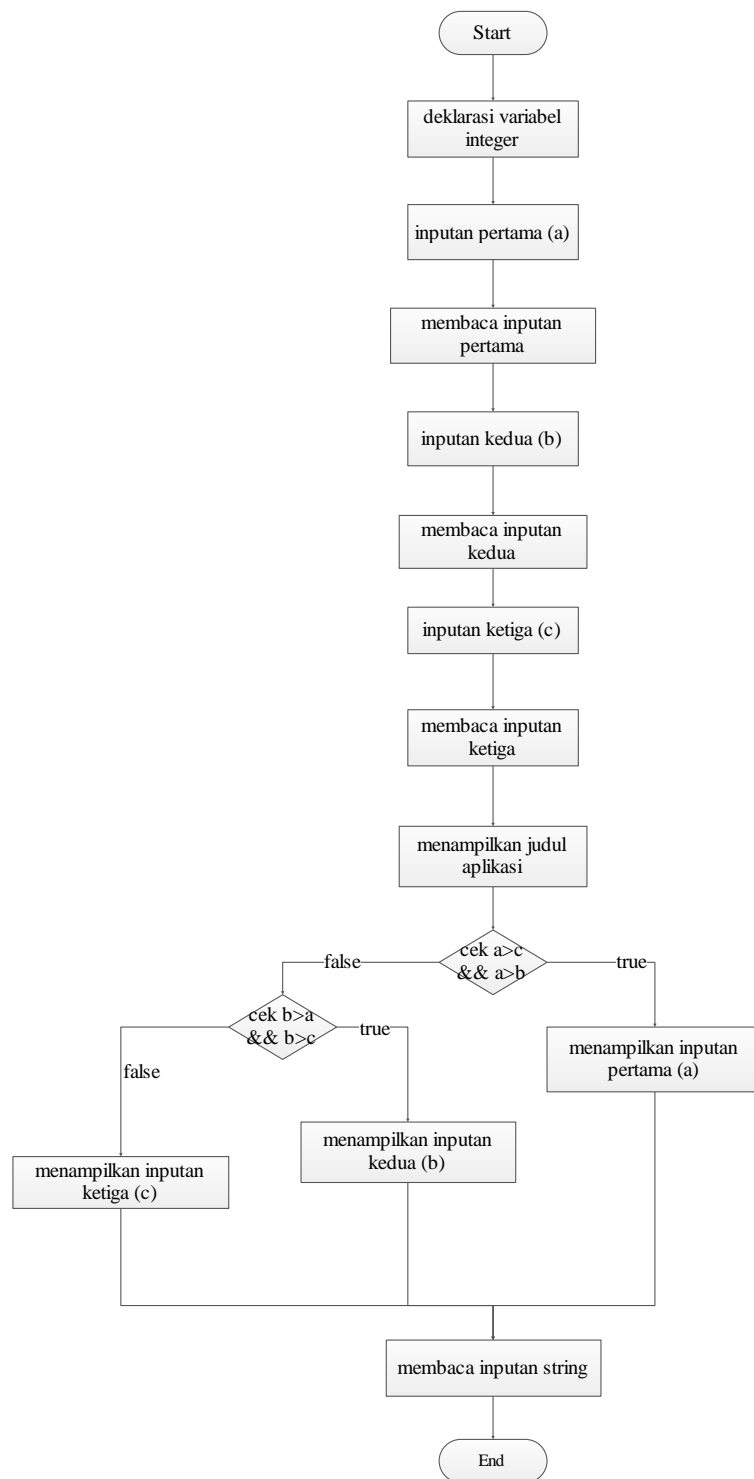 Start
deklarasi variabel
integer
inputan pertama (a)
membaca inputan
pertama
inputan kedua (b)
membaca inputan
kedua
inputan ketiga (c)
membaca inputan
ketiga
menampilkan judul
aplikasi
cek a>c
&& a>b
false
true
cek b>a
&& b>c
true
false
menampilkan inputan
pertama (a)
menampilkan inputan
kedua (b)
menampilkan inputan
ketiga (c)
membaca inputan string
End